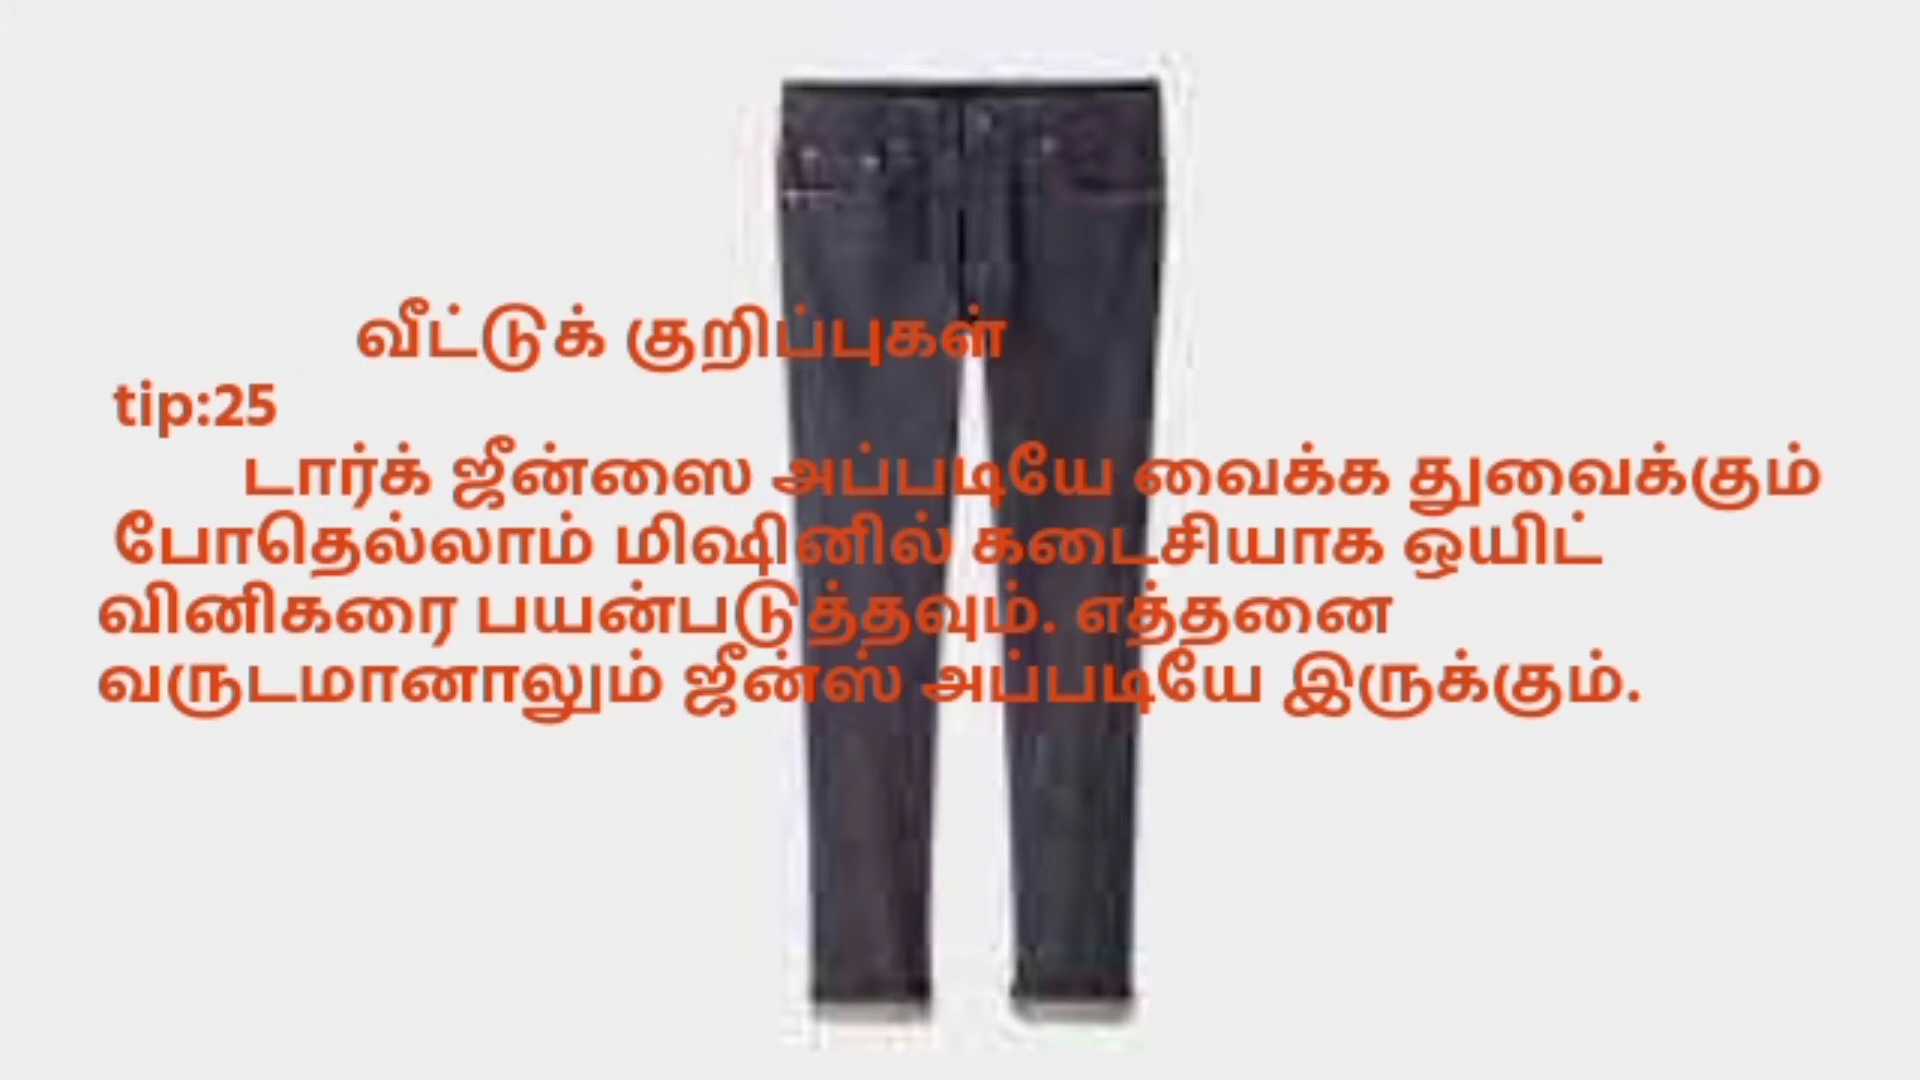 வீட்டுக் குறிப்புகள்
tip:25
டார்க் ஜீன்ஸை அப்படியே வைக்க துவைக்கும்
போதெல்லாம் மிஷினில் கடைசியாக ஒயிட்
வினிகரை பயன்படுத்தவும். எத்தனை
வருடமானாலும் ஜீன்ஸ் அப்படியே இருக்கும்.